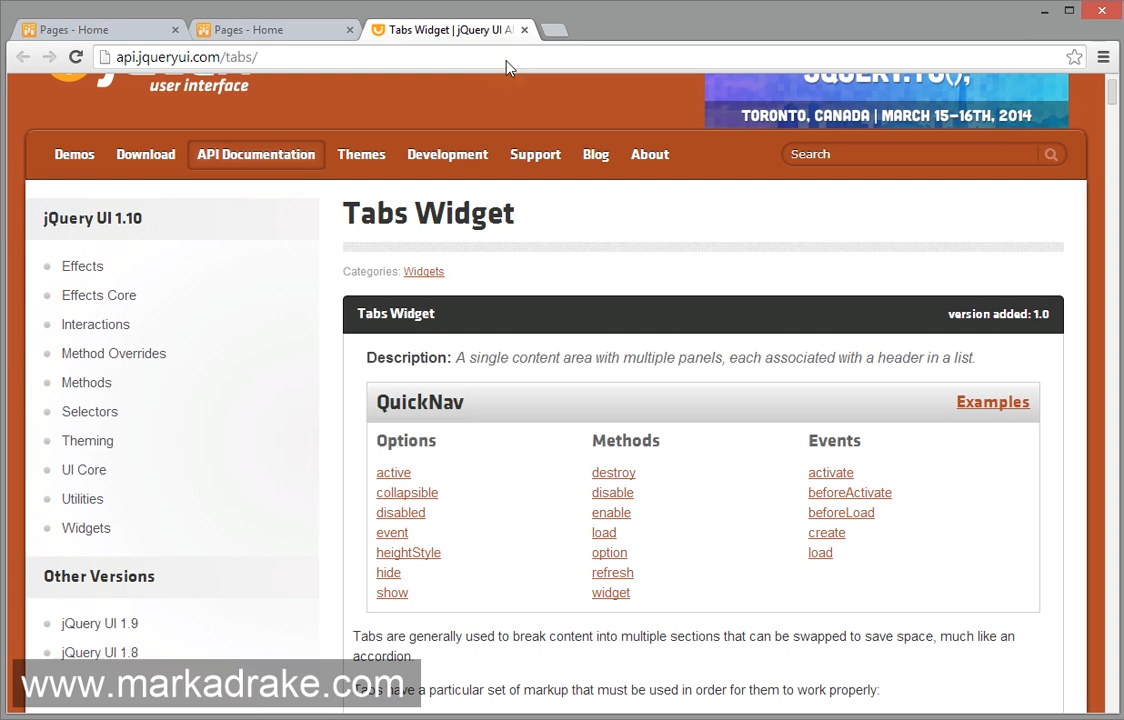 Pages - Home
Pages - Home
Tabs Widget | jQuery UI A
api.jqueryui.com/tabs/
user interface
TORONTO, CANADA | MARCH 15-16TH, 2014
Demos Download API Documentation Themes Development Support Blog About Search
jQuery UI 1.10
Effects
Effects Core
Interactions
Method Overrides
Methods
Selectors
Theming
UI Core
Utilities
Widgets
Other Versions
jQuery UI 1.9
jQuery UI 1.8
Tabs Widget
Categories: Widgets
Tabs Widget version added: 1.0
Description: A single content area with multiple panels, each associated with a header in a list.
QuickNav Examples
Options
active
collapsible
disabled
event
heightStyle
hide
show
Methods
destroy
disable
enable
load
option
refresh
widget
Events
activate
beforeActivate
beforeLoad
create
load
Tabs are generally used to break content into multiple sections that can be swapped to save space, much like an
accordion.
Tabs have a particular set of markup that must be used in order for them to work properly:
www.markadrake.com